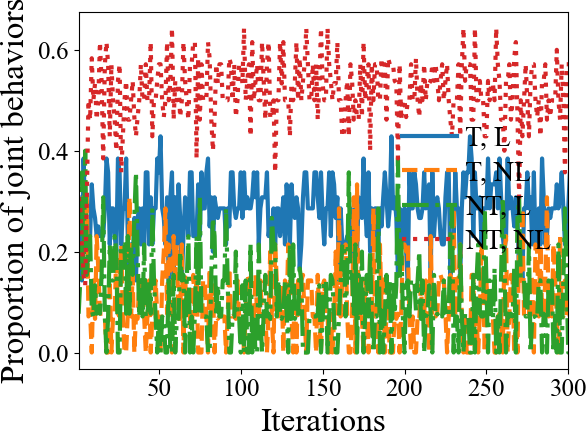 Proportion of joint behaviors
0.6
0.4
0.2
0.0
T, L
T, NL
NT, L
NT, NL
50
100
150
200
250
300
Iterations